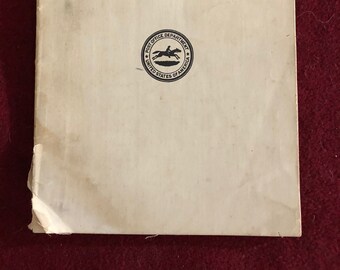 POST OFFICE DEPARTMENT
UNITED STATES OF AMERICA